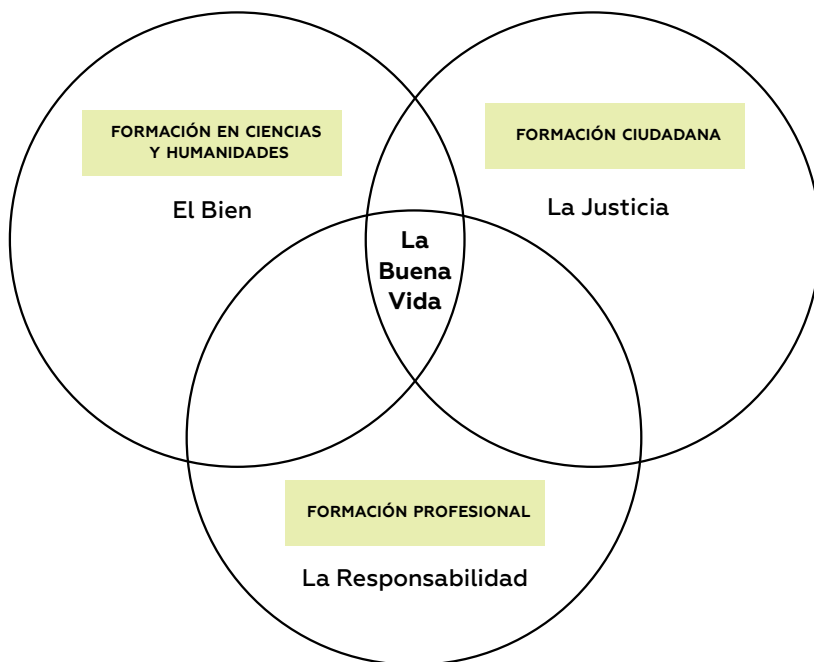 FORMACIÓN EN CIENCIAS
Y HUMANIDADES
El Bien
FORMACIÓN CIUDADANA
La Justicia
La
Buena
Vida
FORMACIÓN PROFESIONAL
La Responsabilidad